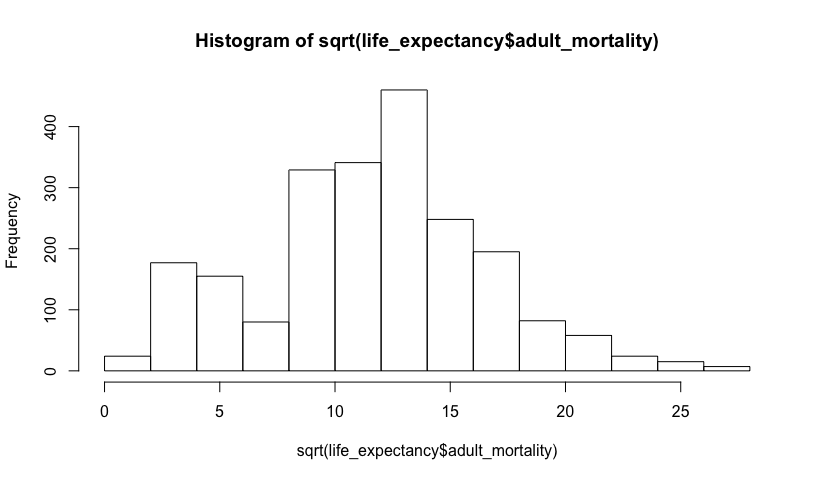 Histogram of sqrt(life_expectancy$adult_mortality)
Frequency
400
300
200
100
0
0 5 10 15 20 25
sqrt(life_expectancy$adult_mortality)